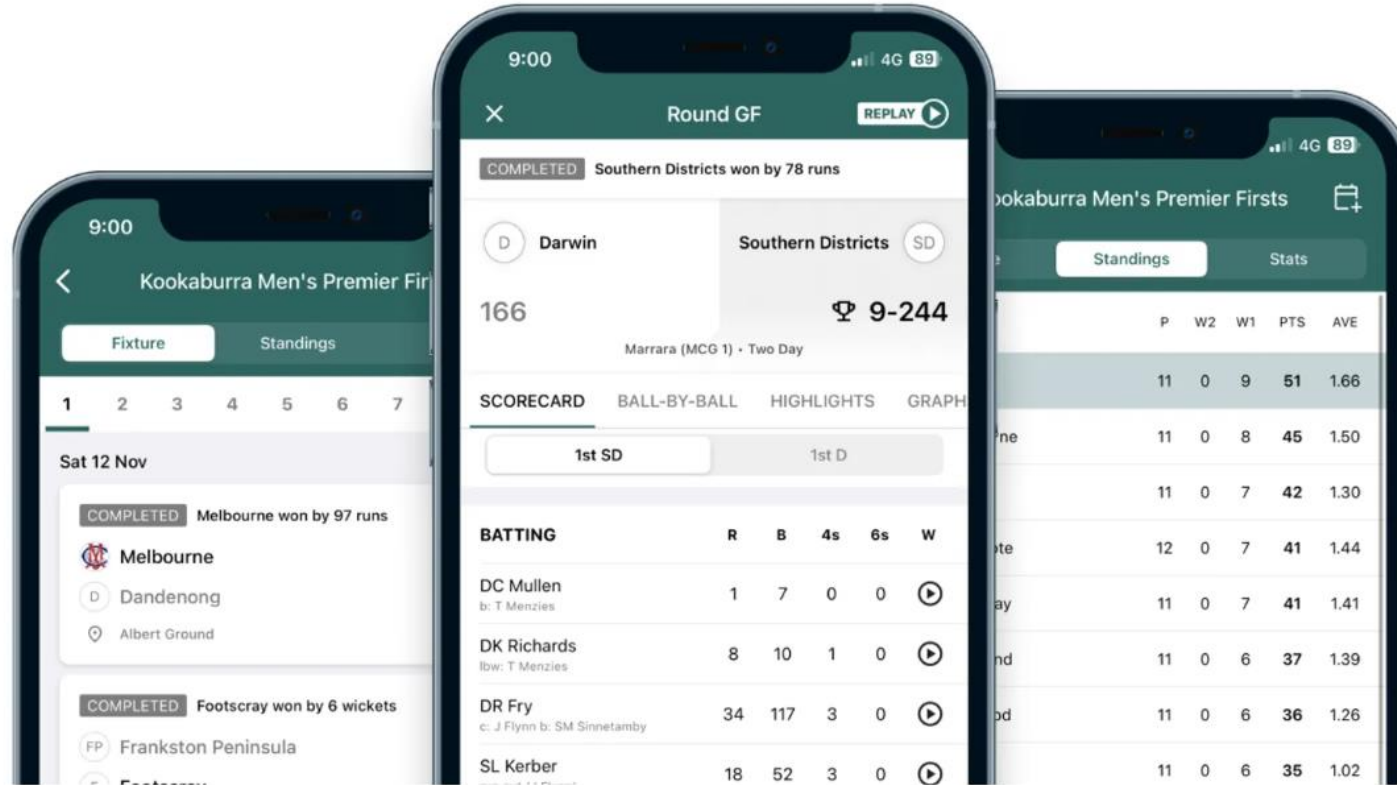 9:00
Kookaburra Men's Premier Fir
Fixture Standings
1 2 3 4 5 6 7
Sat 12 Nov
COMPLETED Melbourne won by 97 runs
Melbourne
D Dandenong
Albert Ground
COMPLETED Footscray won by 6 wickets
FP Frankston Peninsula
9:00 4G 89
Round GF REPLAY
COMPLETED Southern Districts won by 78 runs
D Darwin Southern Districts SD
166 9-244
Marrara (MCG 1) • Two Day
SCORECARD BALL-BY-BALL HIGHLIGHTS GRAPH
1st SD 1st D
BATTING R B 4s 6s W
DC Mullen 1 7 0 0
b: T Menzies
DK Richards 8 10 1 0
lbw: T Menzies
DR Fry 34 117 3 0
c: J Flynn b: SM Sinnetamby
SL Kerber 18 52 3 0
4G 89
ookaburra Men's Premier Firsts
e Standings Stats
P W2 W1 PTS AVE
11 0 9 51 1.66
ne 11 0 8 45 1.50
11 0 7 42 1.30
ote 12 0 7 41 1.44
ay 11 0 7 41 1.41
nd 11 0 6 37 1.39
od 11 0 6 36 1.26
11 0 6 35 1.02